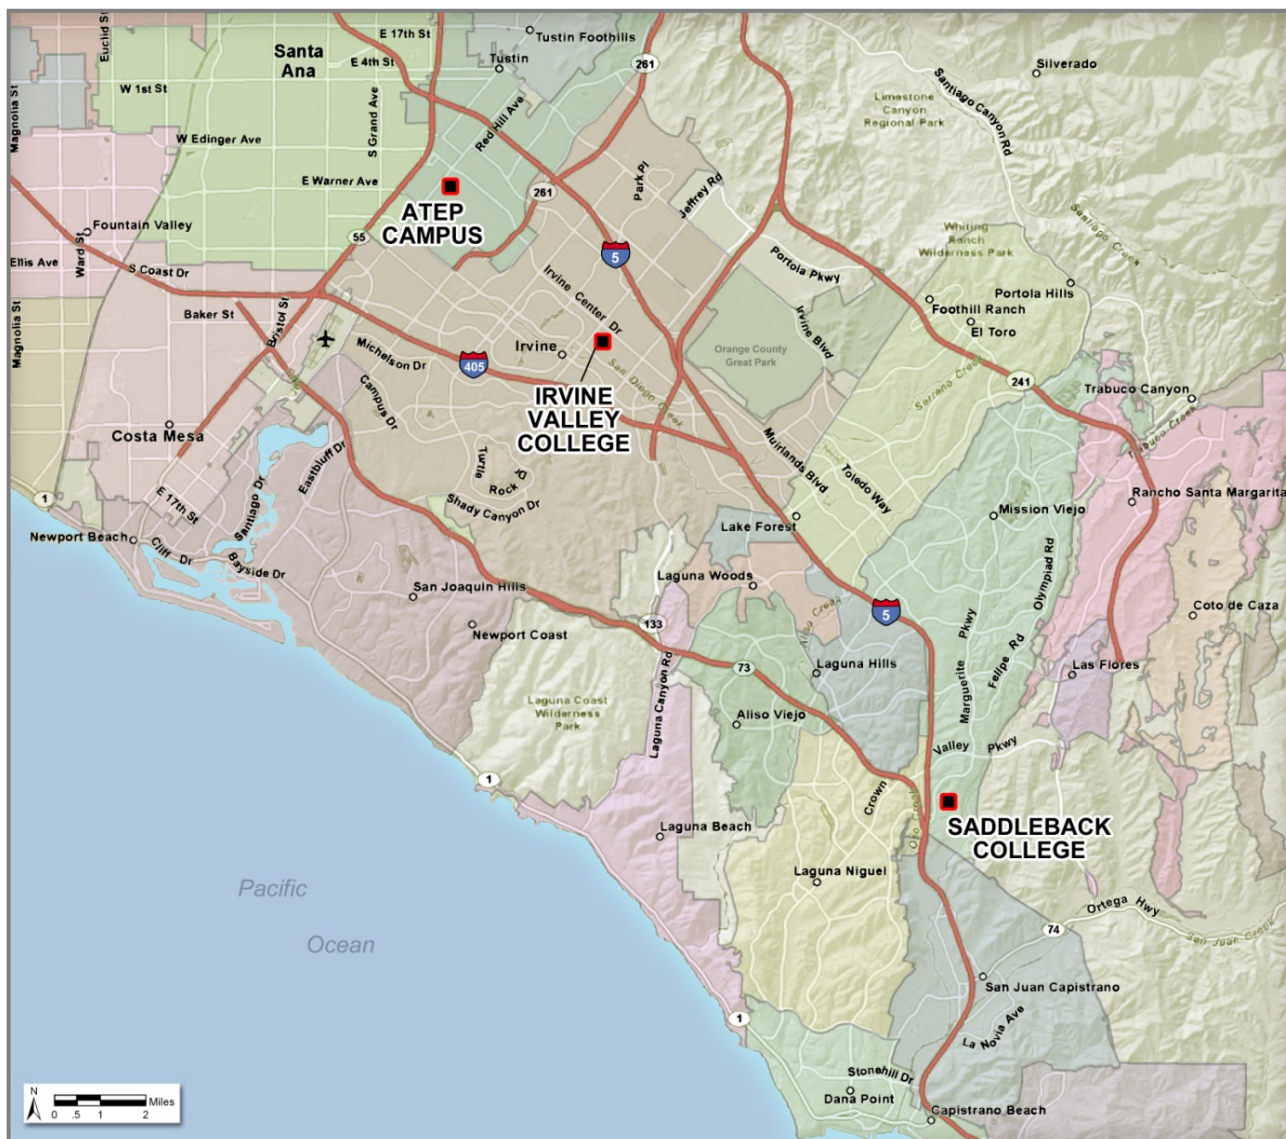 Euclid St
E 17th St
Tustin Foothills
Santa
Ana
E 4th St
Tustin
261
Silverado
Santiago Canyon Rd
W 1st St
Magnolia St
S Grand Ave
Red Hill Ave
Limestone
Canyon
Regional Park
W Edinger Ave
E Warner Ave
261
Park Pl
Jeffrey Rd
ATEP
CAMPUS
Fountain Valley
Ward St
55
Santiago Creek
Whiting
Ranch
Wilderness Park
Ellis Ave
S Coast Dr
5
Portola Pkwy
Irvine Center Dr
Portola Hills
Foothill Ranch
El Toro
Magnolia St
Baker St
Bristol St
Irvine Blvd
Michelson Dr
Irvine
Orange County
Great Park
405
San Diego Creek
Serrano Creek
241
Trabuco Canyon
Campus Dr
IRVINE
VALLEY
COLLEGE
Trabuco Creek
Costa Mesa
Eastbluff Dr
Turtle
Rock Dr
Muirlands Blvd
Toledo Way
1
E 17th St
Santiago Dr
Shady Canyon Dr
Rancho Santa Margarita
Mission Viejo
Lake Forest
Newport Beach
Cliff Dr
Bayside Dr
Olympiad Rd
Laguna Woods
San Joaquin Hills
Coto de Caza
5
133
Newport Coast
Marguerite
Pkwy
Felipe Rd
73
Laguna Hills
Las Flores
Laguna Canyon Rd
Laguna Coast
Wilderness
Park
Aliso Viejo
Crown
Valley
Pkwy
1
Oso Creek
SADDLEBACK
COLLEGE
Laguna Beach
Laguna Niguel
Pacific
Ocean
Ortega Hwy
74
San Juan Creek
San Juan Capistrano
1
La Novia Ave
Stonehill Dr
Dana Point
Capistrano Beach
N
Miles
0 .5 1 2